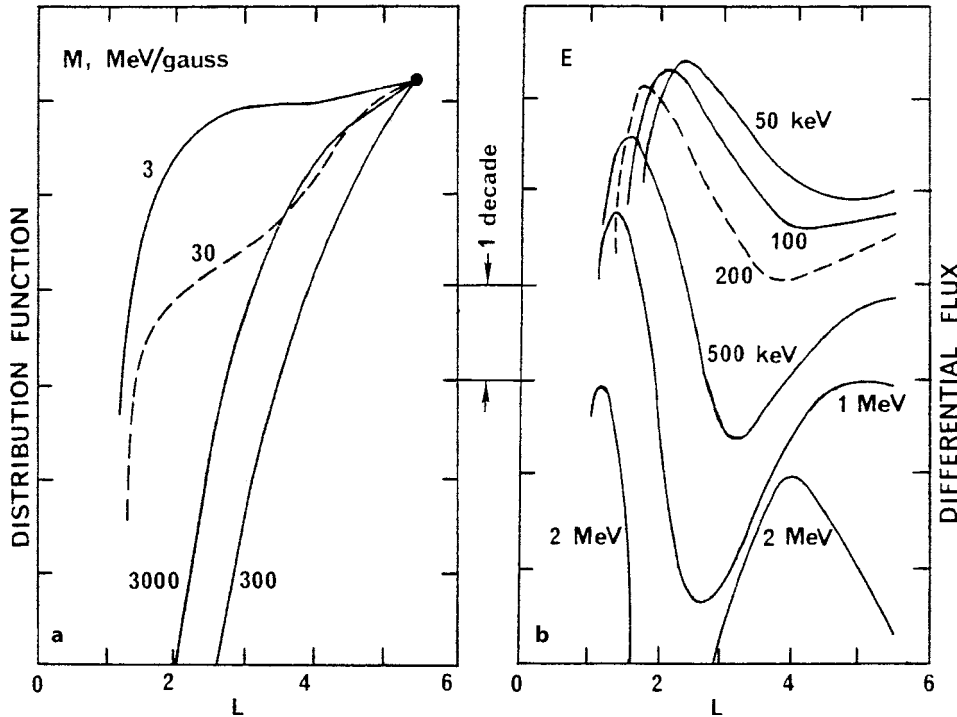 M, MeV/gauss
3
30
3000
300
a
0
2
4
6
L
DISTRIBUTION FUNCTION
1 decade
E
50 keV
100
200
500 keV
1 MeV
2 MeV
2 MeV
b
0
2
4
6
L
DIFFERENTIAL FLUX